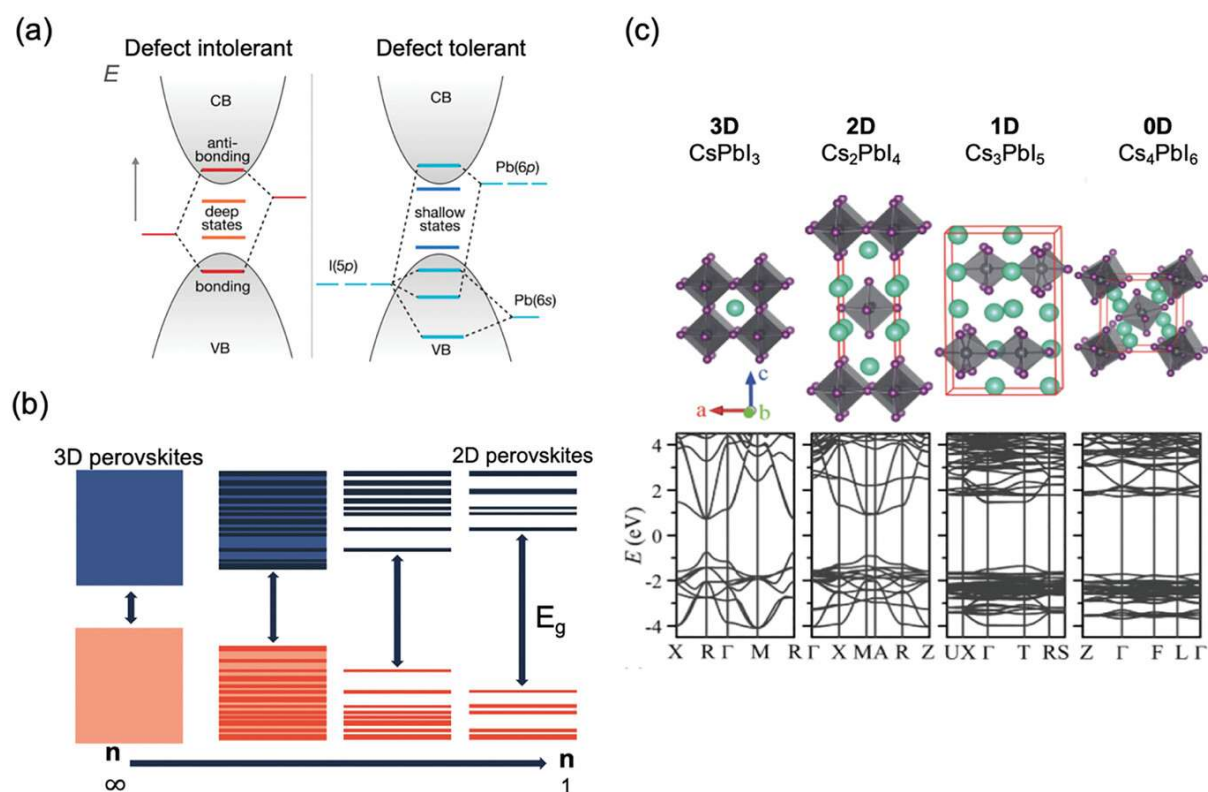 (a)
Defect intolerant
Defect tolerant
E
CB
anti-
bonding
deep
states
bonding
VB
CB
Pb(6p)
shallow
states
I(5p)
Pb(6s)
VB
(b)
3D perovskites
2D perovskites
E_g
n
∞
n
1
(c)
3D
CsPbI₃
2D
Cs₂PbI₄
1D
Cs₃PbI₅
0D
Cs₄PbI₆
c
a
b
E (eV)
4
2
0
-2
-4
X R Γ M R
Γ X M A R Z
U X Γ T R S
Z Γ F L Γ